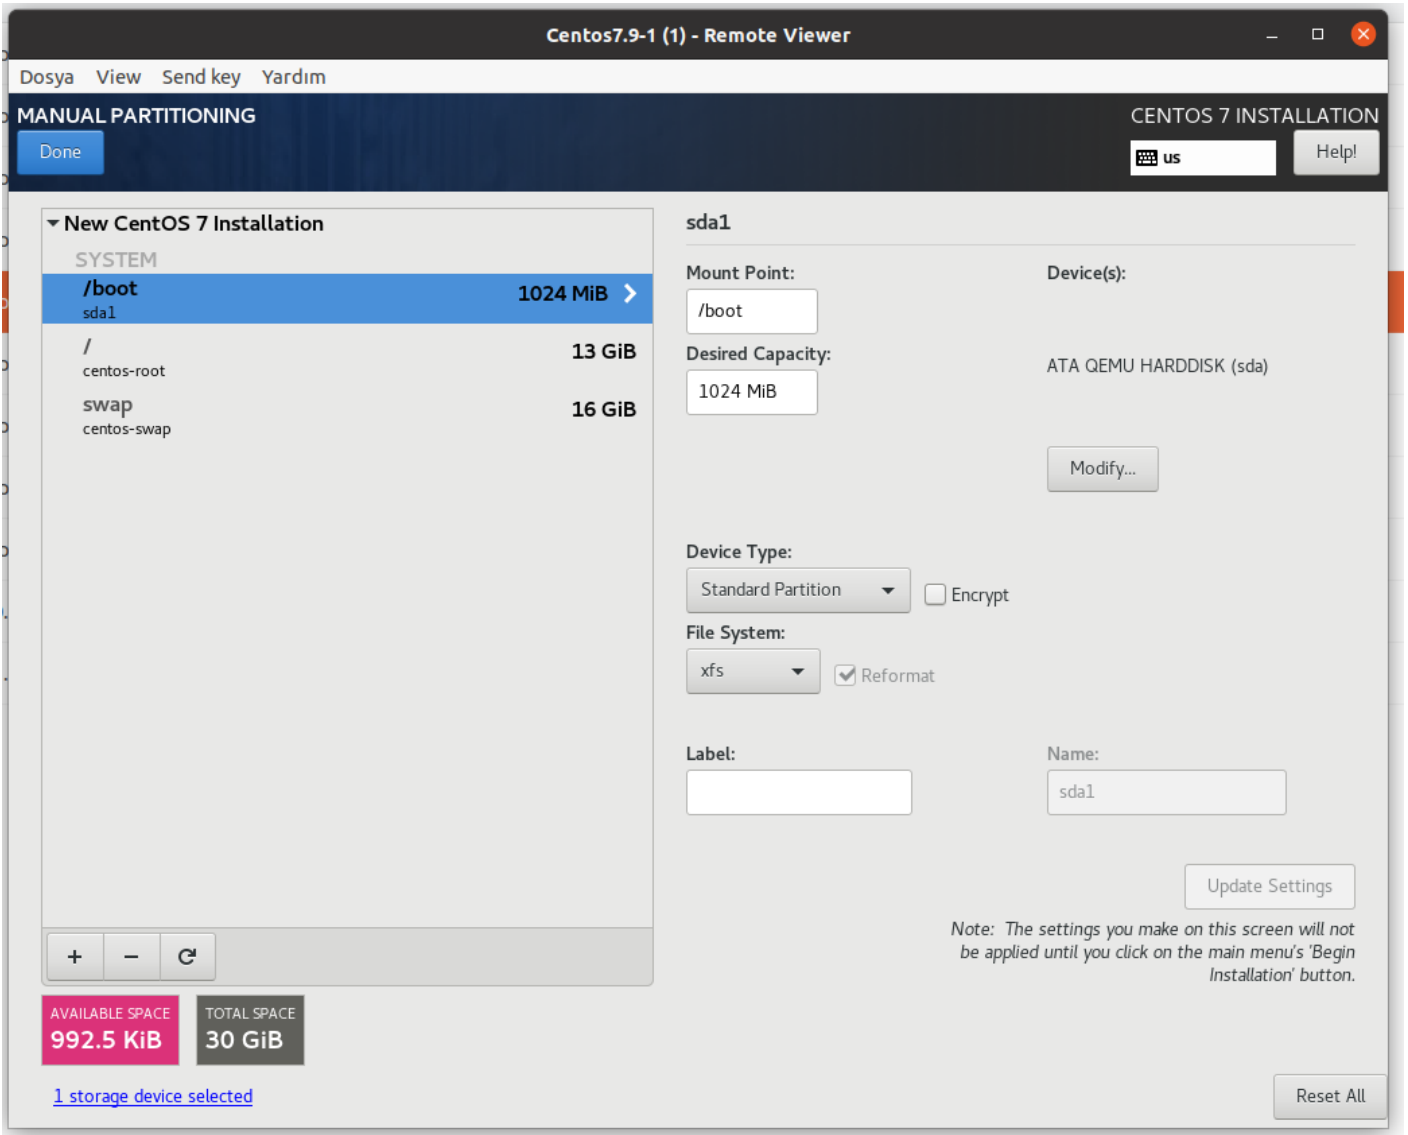 Centos7.9-1 (1) - Remote Viewer
Dosya View Send key Yardım
MANUAL PARTITIONING
CENTOS 7 INSTALLATION
Done
us
Help!
New CentOS 7 Installation
SYSTEM
/boot
1024 MiB
sda1
/
13 GiB
centos-root
swap
16 GiB
centos-swap
sda1
Mount Point:
Device(s):
/boot
Desired Capacity:
ATA QEMU HARDDISK (sda)
1024 MiB
Modify...
Device Type:
Standard Partition
Encrypt
File System:
xfs
Reformat
Label:
Name:
sda1
Update Settings
Note: The settings you make on this screen will not
be applied until you click on the main menu's 'Begin
Installation' button.
AVAILABLE SPACE
992.5 KiB
TOTAL SPACE
30 GiB
1 storage device selected
Reset All